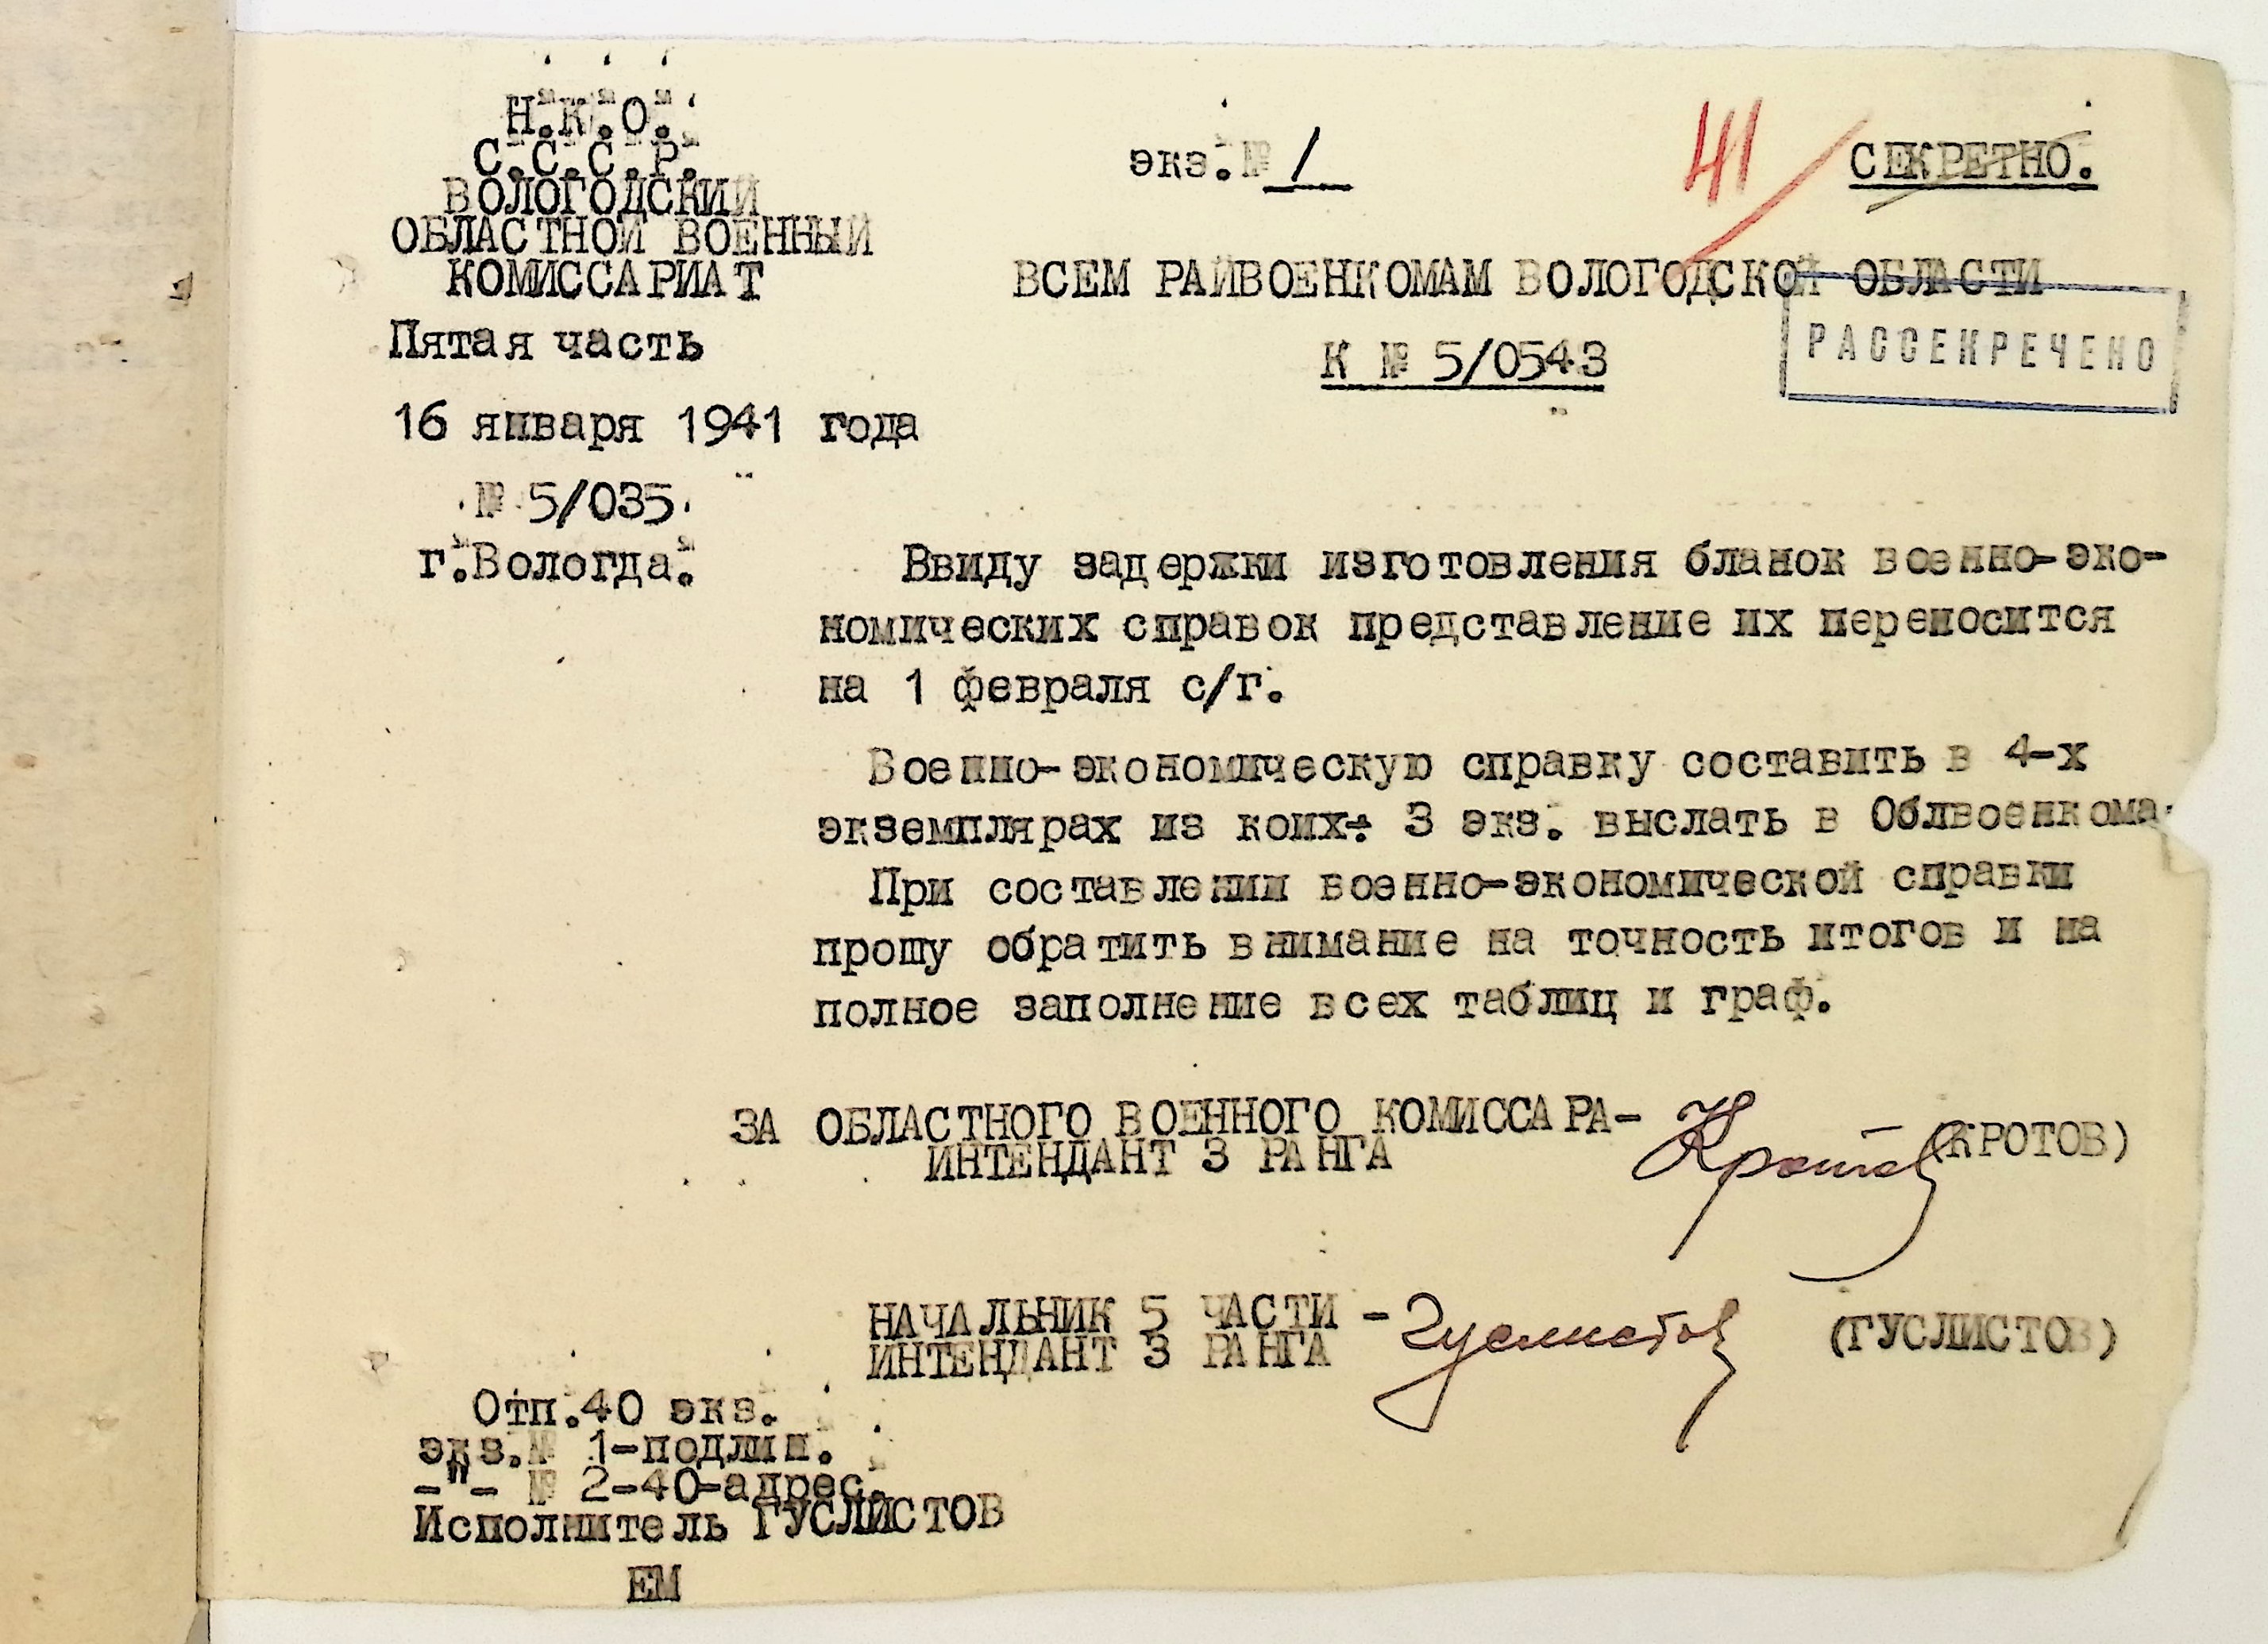 Н.К.О.
С.С.С.Р.
ВОЛОГОДСКИЙ
ОБЛАСТНОЙ ВОЕННЫЙ
КОМИССАРИАТ
Пятая часть
16 января 1941 года
№ 5/035.
г.Вологда.
экз.№ 1
41
СЕКРЕТНО.
ВСЕМ РАЙВОЕНКОМАМ ВОЛОГОДСКОЙ ОБЛАСТИ
К № 5/0543
РАССЕКРЕЧЕНО
Ввиду задержки изготовления бланок военно-эко-
номических справок представление их переносится
на 1 февраля с/г.
Военно-экономическую справку составить в 4-х
экземплярах из коих: 3 экз. выслать в Облвоенкома
При составлении военно-экономической справки
прошу обратить внимание на точность итогов и на
полное заполнение всех таблиц и граф.
ЗА ОБЛАСТНОГО ВОЕННОГО КОМИССАРА- Кротов (КРОТОВ)
ИНТЕНДАНТ 3 РАНГА
НАЧАЛЬНИК 5 ЧАСТИ - Гуслистов (ГУСЛИСТОВ)
ИНТЕНДАНТ 3 РАНГА
Отп.40 экз.
экз.№ 1-подлин.
-"- № 2-40-адрес.
Исполнитель ГУСЛИСТОВ
ЕМ